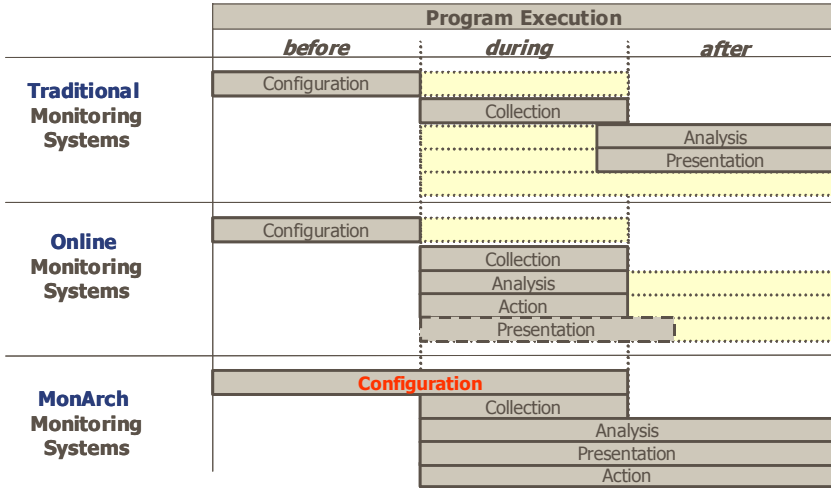 Program Execution
before during after
Traditional
Monitoring
Systems
Configuration
Collection
Analysis
Presentation
Online
Monitoring
Systems
Configuration
Collection
Analysis
Action
Presentation
MonArch
Monitoring
Systems
Configuration
Collection
Analysis
Presentation
Action